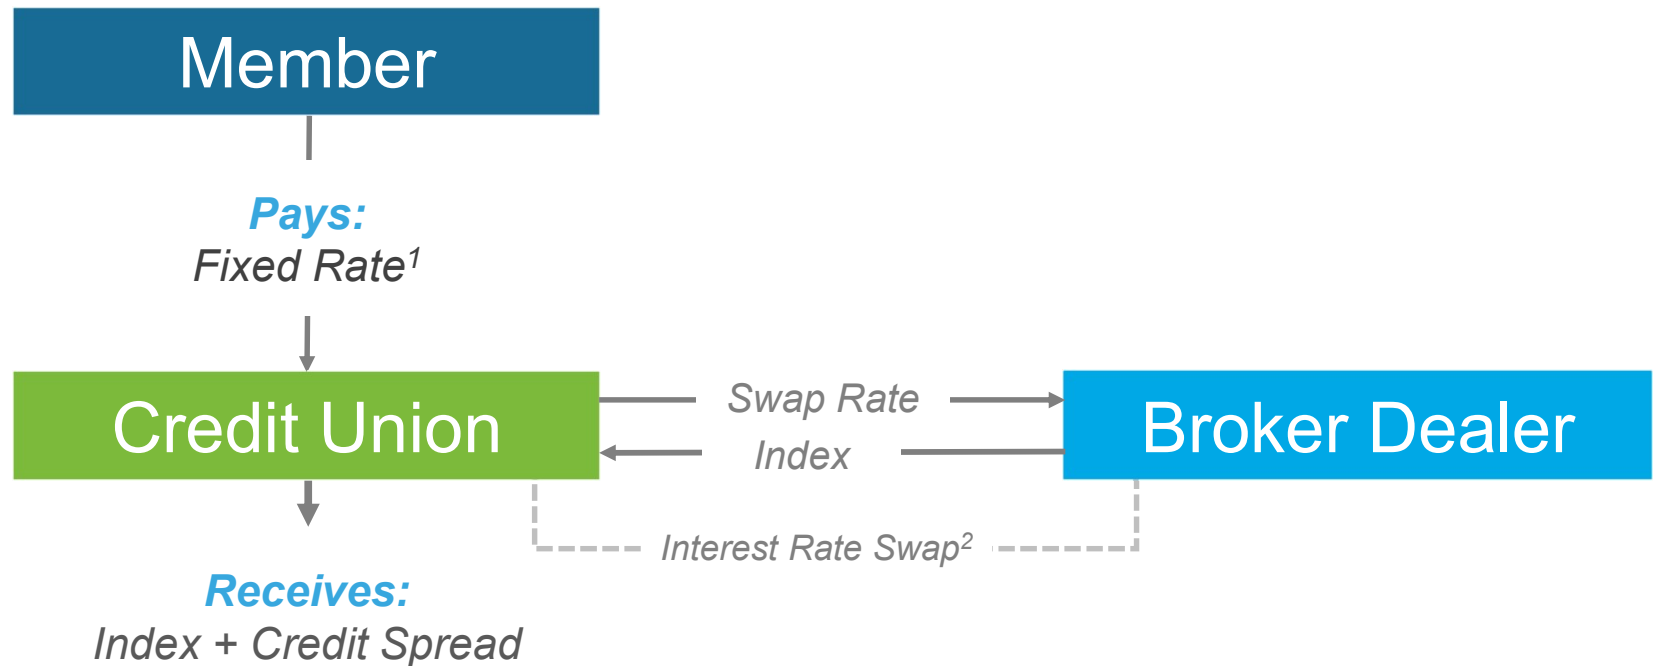 Member
Pays:
Fixed Rate¹
Credit Union
Swap Rate
Index
Broker Dealer
Interest Rate Swap²
Receives:
Index + Credit Spread